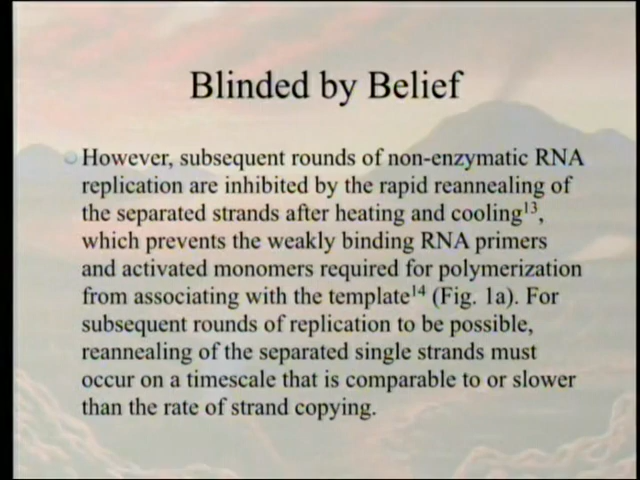 Blinded by Belief
However, subsequent rounds of non-enzymatic RNA
replication are inhibited by the rapid reannealing of
the separated strands after heating and cooling¹³,
which prevents the weakly binding RNA primers
and activated monomers required for polymerization
from associating with the template¹⁴ (Fig. 1a). For
subsequent rounds of replication to be possible,
reannealing of the separated single strands must
occur on a timescale that is comparable to or slower
than the rate of strand copying.